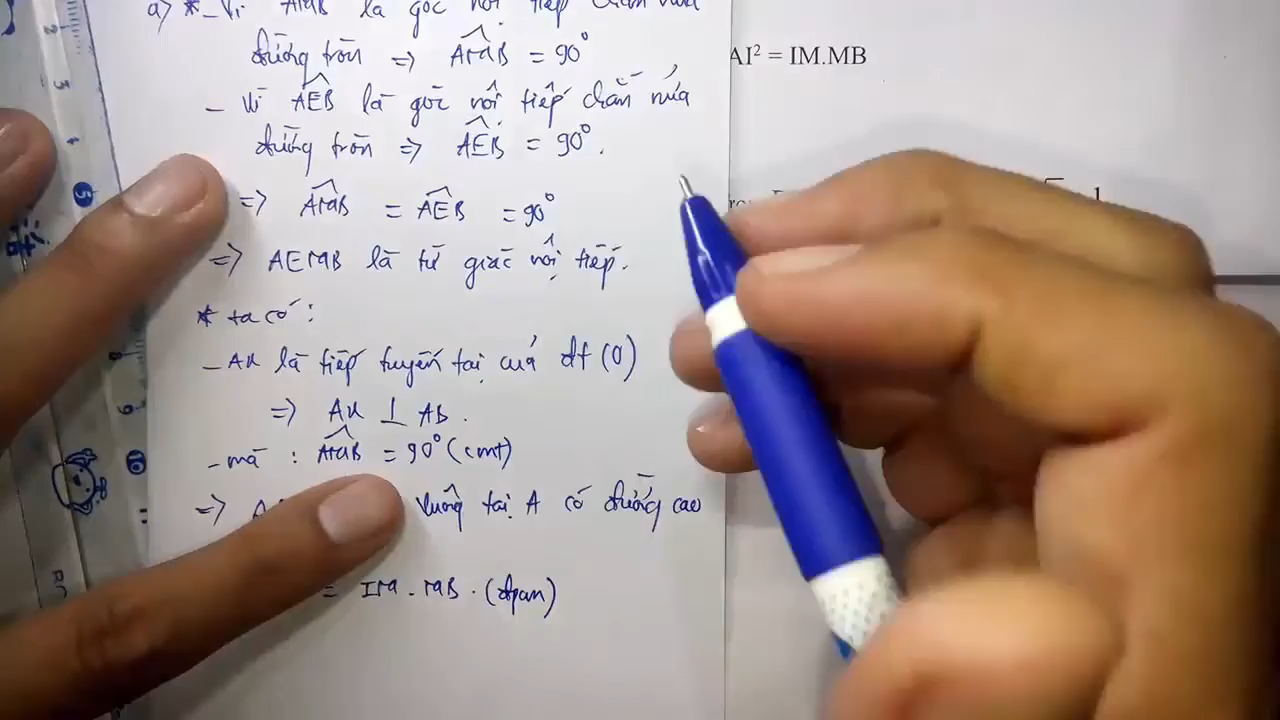 a) * - Vì AMB là góc nội tiếp chắn nửa
đường tròn => AMB = 90°
- Vì AEB là góc nội tiếp chắn nửa
đường tròn => AEB = 90°.
=> AMB = AEB = 90°
=> AEMB là tứ giác nội tiếp.
* ta có :
- Ax là tiếp tuyến tại của đt (O)
=> Ax ⊥ AB.
- mà : AMB = 90° (cmt)
=> vuông tại A có đường cao
= IM . MB . (đpcm)
AI² = IM.MB
1
5
10